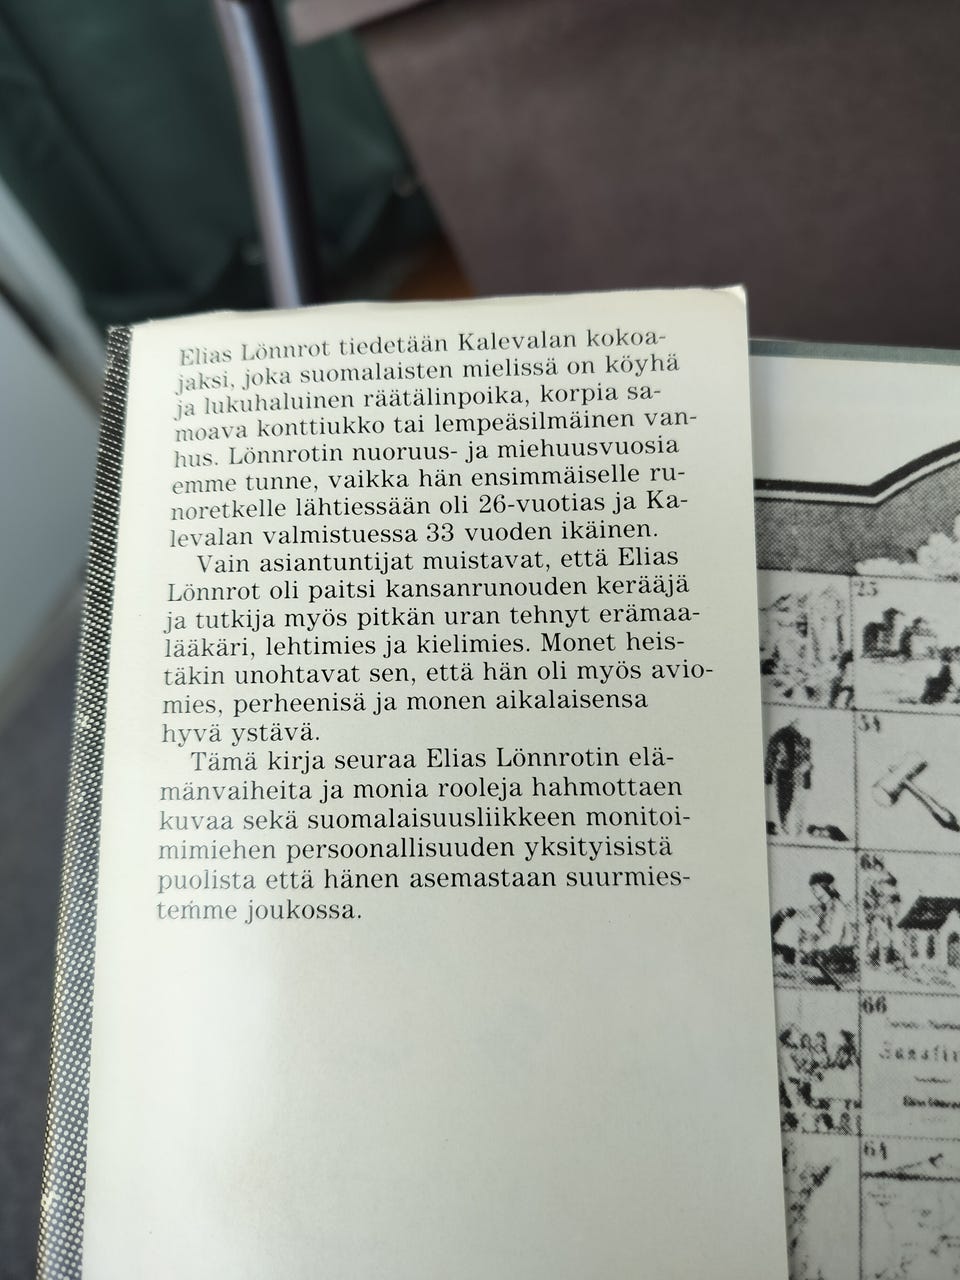 Elias Lönnrot tiedetään Kalevalan kokoa-
jaksi, joka suomalaisten mielissä on köyhä
ja lukuhaluinen räätälinpoika, korpia sa-
moava konttiukko tai lempeäsilmäinen van-
hus. Lönnrotin nuoruus- ja miehuusvuosia
emme tunne, vaikka hän ensimmäiselle ru-
noretkelle lähtiessään oli 26-vuotias ja Ka-
levalan valmistuessa 33 vuoden ikäinen.
Vain asiantuntijat muistavat, että Elias
Lönnrot oli paitsi kansanrunouden kerääjä
ja tutkija myös pitkän uran tehnyt erämaa-
lääkäri, lehtimies ja kielimies. Monet heis-
täkin unohtavat sen, että hän oli myös avio-
mies, perheenisä ja monen aikalaisensa
hyvä ystävä.
Tämä kirja seuraa Elias Lönnrotin elä-
mänvaiheita ja monia rooleja hahmottaen
kuvaa sekä suomalaisuusliikkeen monitoi-
mimiehen persoonallisuuden yksityisistä
puolista että hänen asemastaan suurmies-
temme joukossa.
54
68
66
64